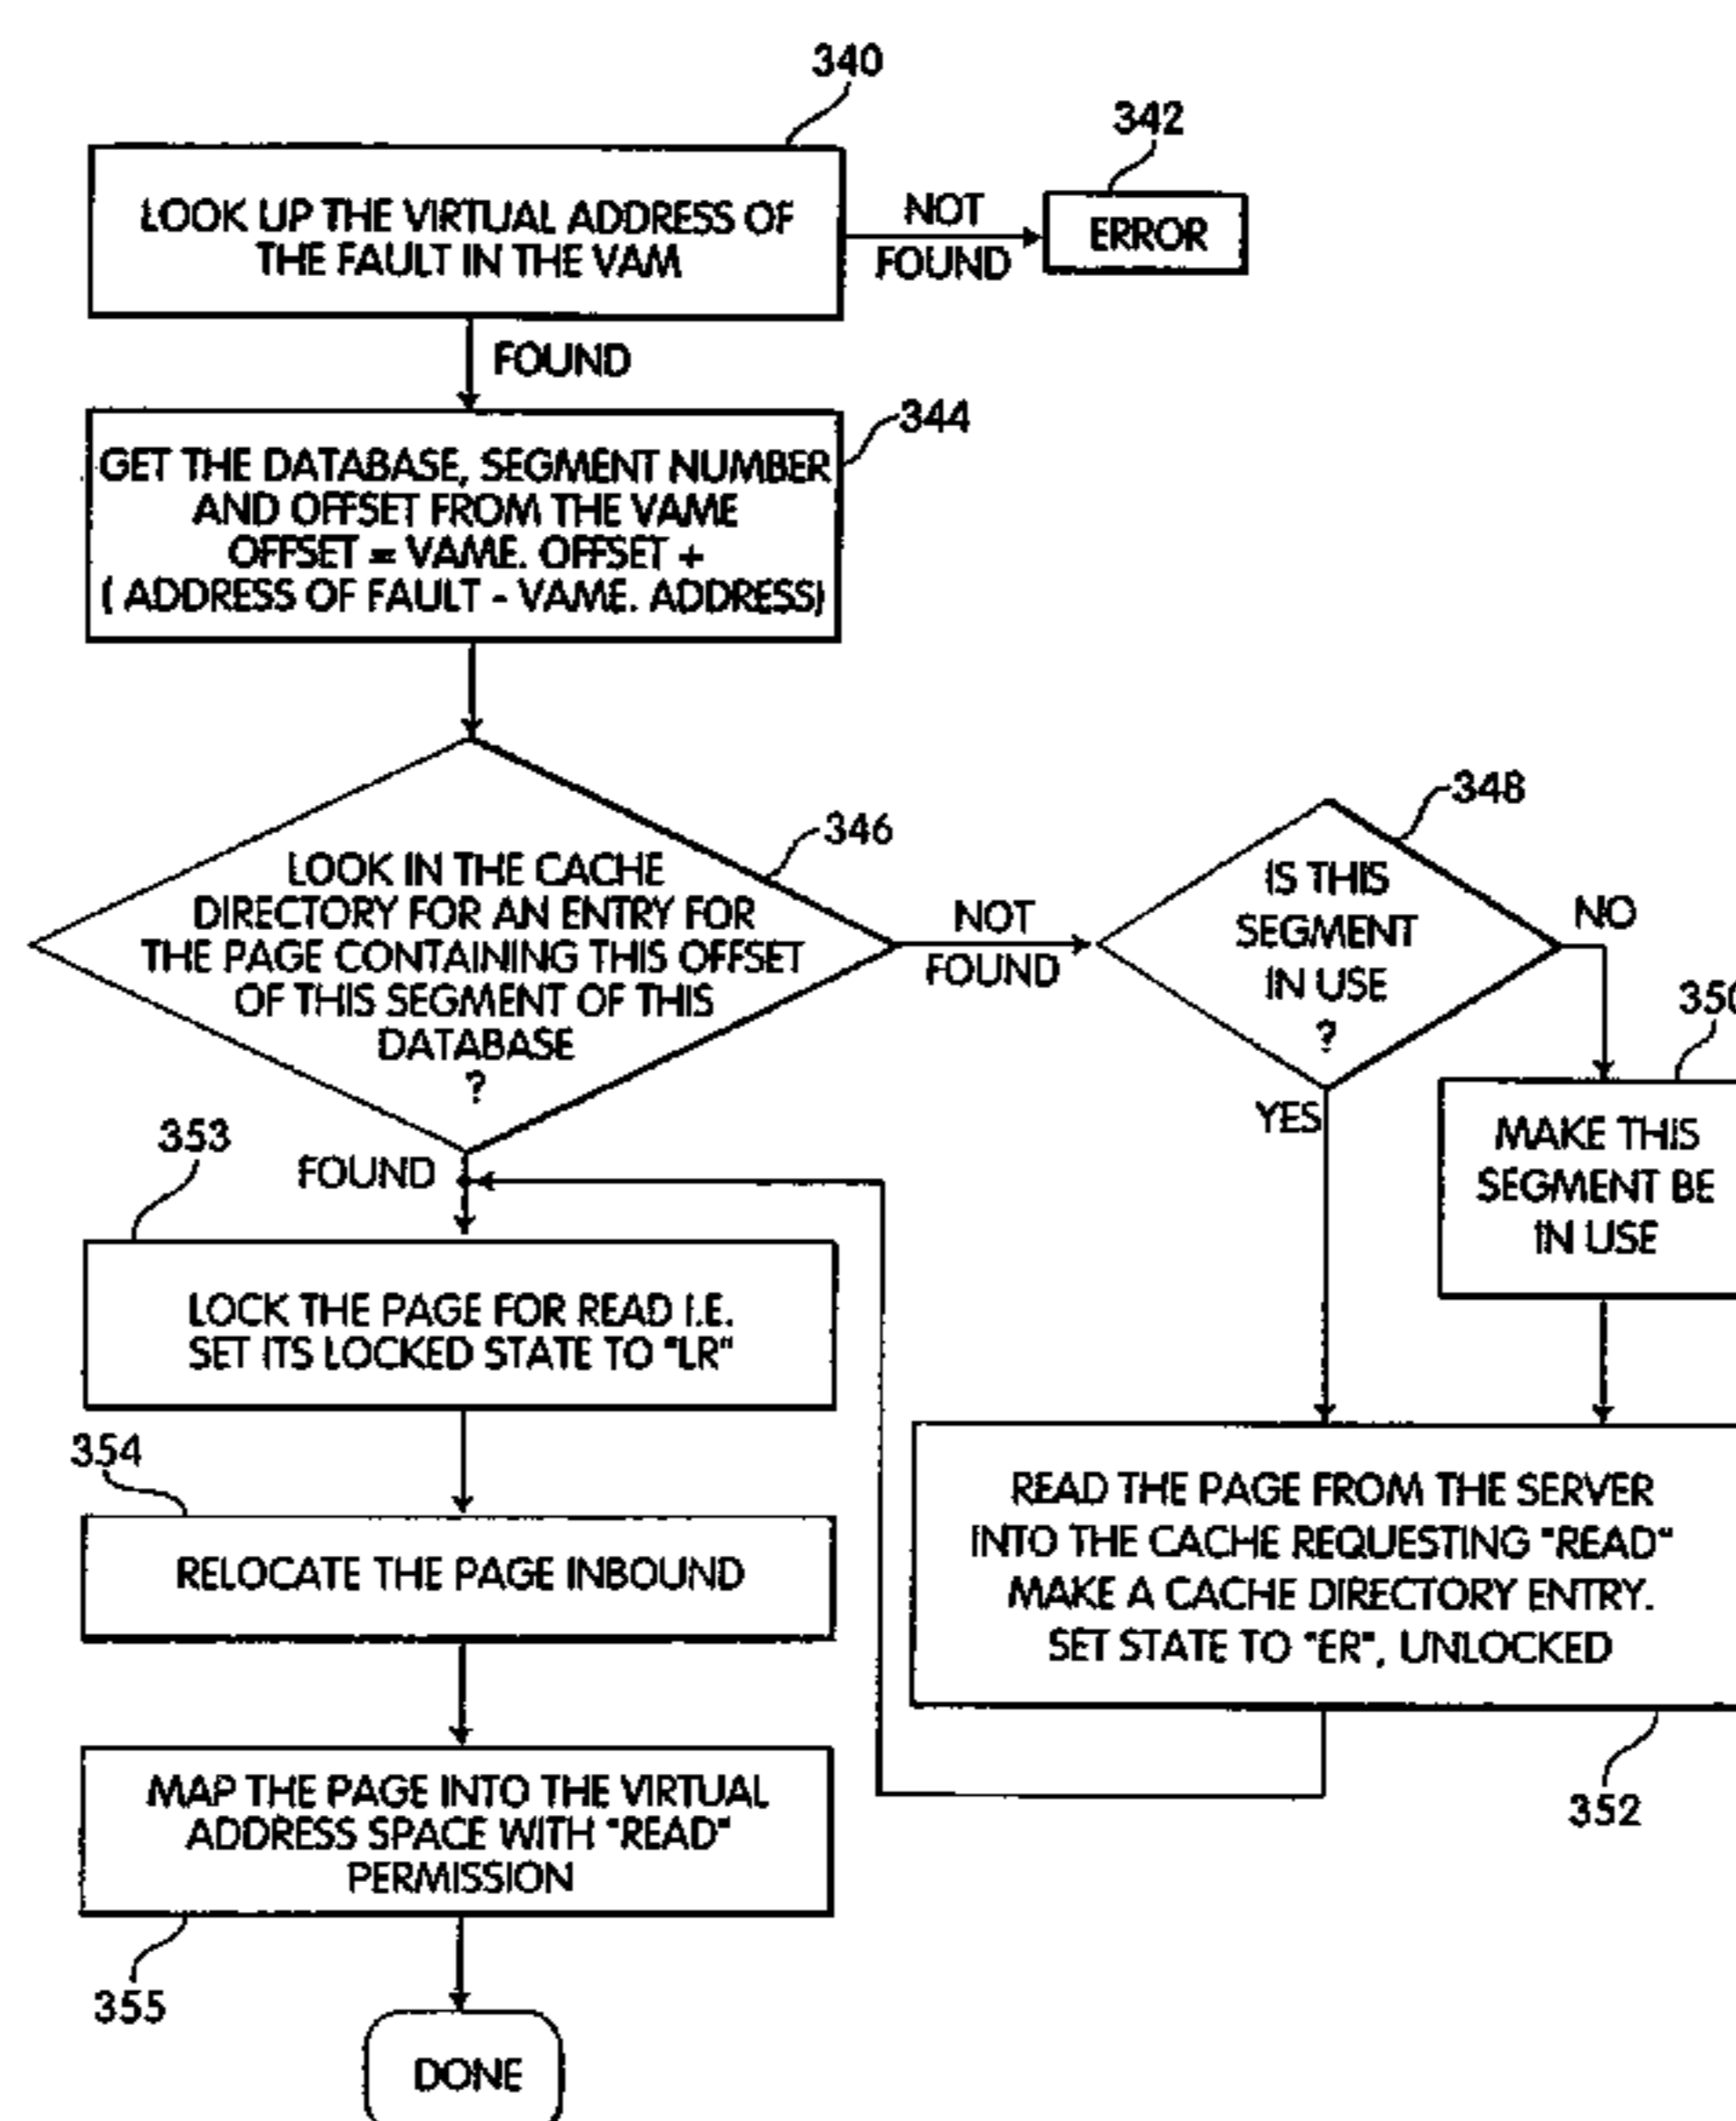 340
342
LOOK UP THE VIRTUAL ADDRESS OF
THE FAULT IN THE VAM
NOT
FOUND
ERROR
FOUND
344
GET THE DATABASE, SEGMENT NUMBER
AND OFFSET FROM THE VAME
OFFSET = VAME. OFFSET +
( ADDRESS OF FAULT - VAME. ADDRESS)
346
LOOK IN THE CACHE
DIRECTORY FOR AN ENTRY FOR
THE PAGE CONTAINING THIS OFFSET
OF THIS SEGMENT OF THIS
DATABASE
?
NOT
FOUND
348
IS THIS
SEGMENT
IN USE
?
NO
YES
350
MAKE THIS
SEGMENT BE
IN USE
353
FOUND
LOCK THE PAGE FOR READ I.E.
SET ITS LOCKED STATE TO "LR"
354
RELOCATE THE PAGE INBOUND
READ THE PAGE FROM THE SERVER
INTO THE CACHE REQUESTING "READ"
MAKE A CACHE DIRECTORY ENTRY.
SET STATE TO "ER", UNLOCKED
352
MAP THE PAGE INTO THE VIRTUAL
ADDRESS SPACE WITH "READ"
PERMISSION
355
DONE